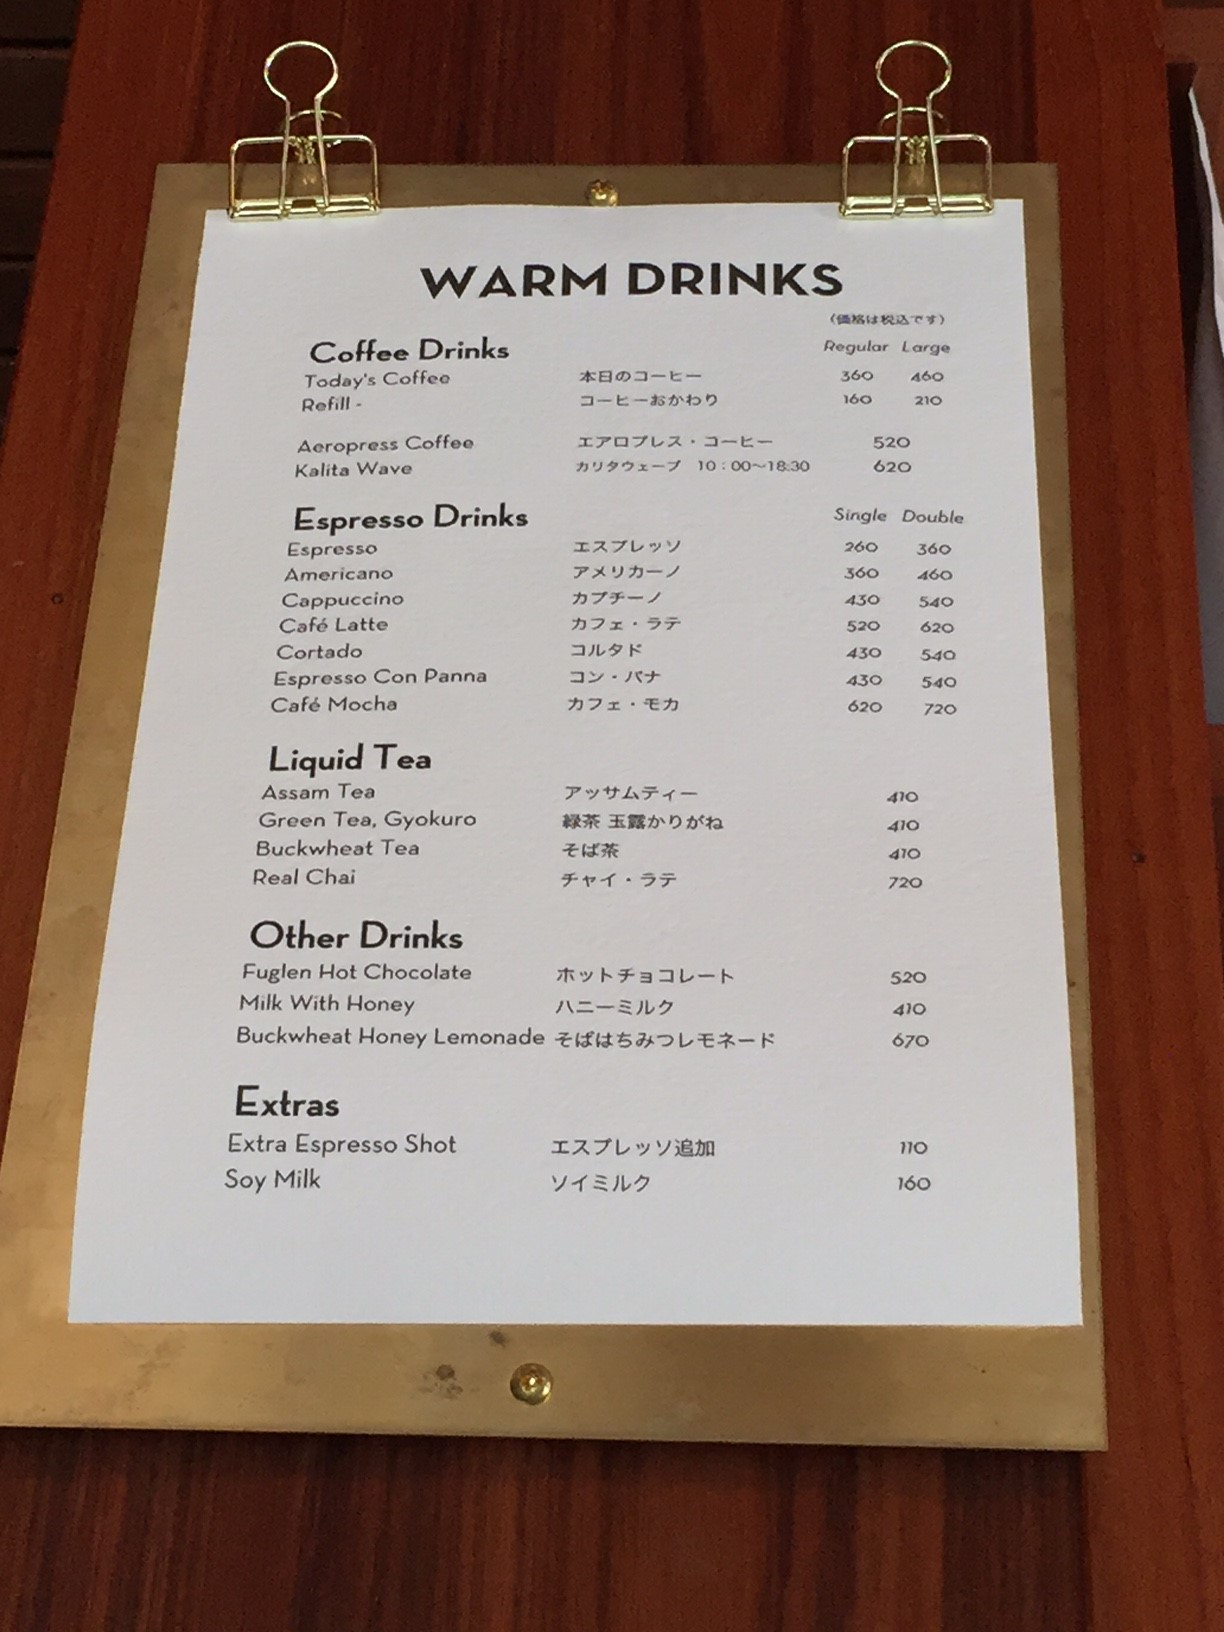 WARM DRINKS
(価格は税込です)
Coffee Drinks Regular Large
Today's Coffee 本日のコーヒー 360 460
Refill - コーヒーおかわり 160 210
Aeropress Coffee エアロプレス・コーヒー 520
Kalita Wave カリタウェーブ 10:00〜18:30 620
Espresso Drinks Single Double
Espresso エスプレッソ 260 360
Americano アメリカーノ 360 460
Cappuccino カプチーノ 430 540
Café Latte カフェ・ラテ 520 620
Cortado コルタド 430 540
Espresso Con Panna コン・パナ 430 540
Café Mocha カフェ・モカ 620 720
Liquid Tea
Assam Tea アッサムティー 410
Green Tea, Gyokuro 緑茶 玉露かりがね 410
Buckwheat Tea そば茶 410
Real Chai チャイ・ラテ 720
Other Drinks
Fuglen Hot Chocolate ホットチョコレート 520
Milk With Honey ハニーミルク 410
Buckwheat Honey Lemonade そばはちみつレモネード 670
Extras
Extra Espresso Shot エスプレッソ追加 110
Soy Milk ソイミルク 160